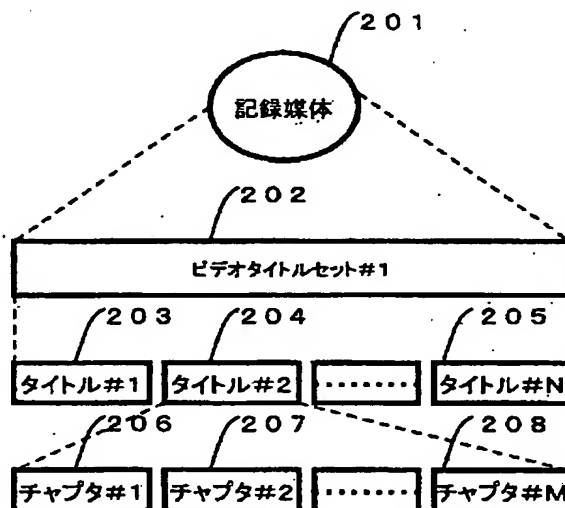 201
記録媒体
202
ビデオタイトルセット#1
203 204 205
タイトル#1 タイトル#2 ……… タイトル#N
206 207 208
チャプタ#1 チャプタ#2 ……… チャプタ#M